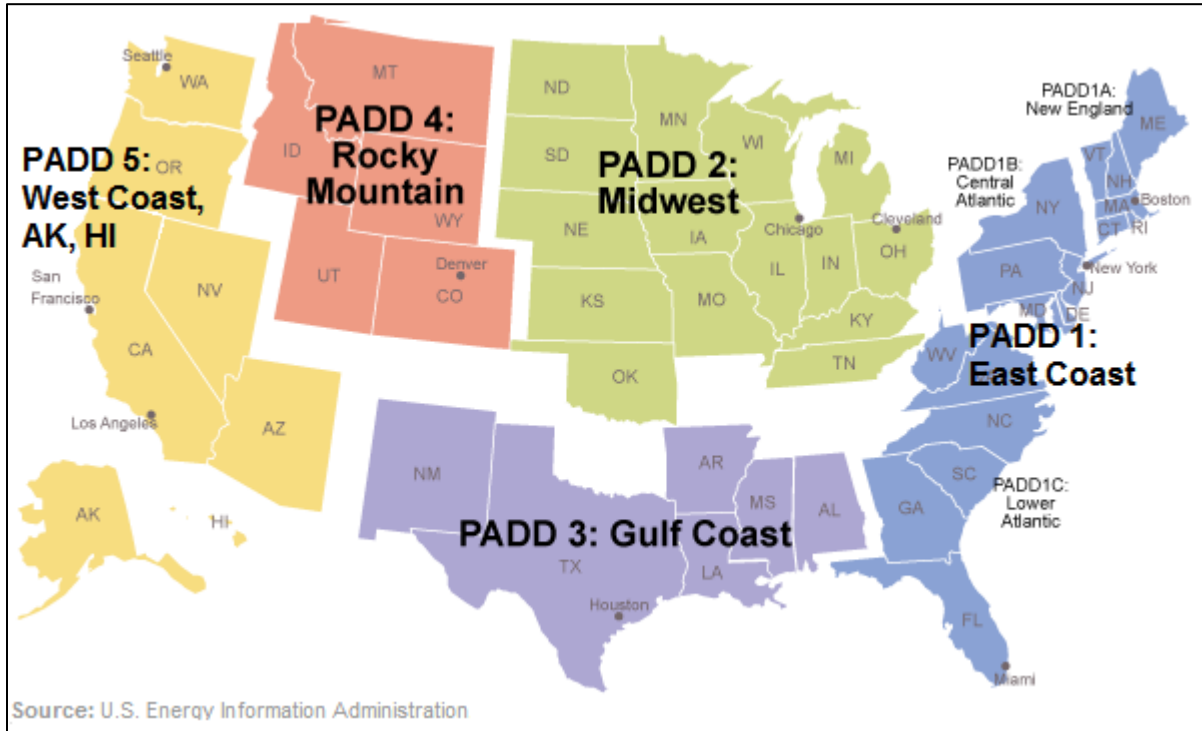 Seattle
WA
OR
PADD 5:
West Coast,
AK, HI
San
Francisco
NV
CA
Los Angeles
AZ
AK
HI
MT
PADD 4:
Rocky
Mountain
ID
WY
UT
Denver
CO
ND
MN
SD
WI
MI
PADD 2:
Midwest
NE
IA
Chicago
Cleveland
IL
IN
OH
KS
MO
KY
TN
OK
PADD1A:
New England
ME
VT
NH
PADD1B:
Central
Atlantic
NY
MA
Boston
CT
RI
PA
New York
NJ
MD
DE
WV
PADD 1:
East Coast
NC
SC
PADD1C:
Lower
Atlantic
GA
FL
Miami
NM
AR
MS
AL
PADD 3: Gulf Coast
TX
LA
Houston
Source: U.S. Energy Information Administration